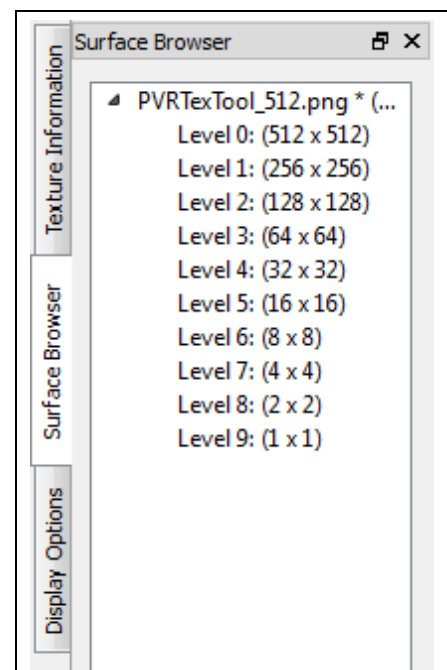 Surface Browser
PVRTexTool_512.png * (...
Level 0: (512 x 512)
Level 1: (256 x 256)
Level 2: (128 x 128)
Level 3: (64 x 64)
Level 4: (32 x 32)
Level 5: (16 x 16)
Level 6: (8 x 8)
Level 7: (4 x 4)
Level 8: (2 x 2)
Level 9: (1 x 1)
Texture Information
Surface Browser
Display Options